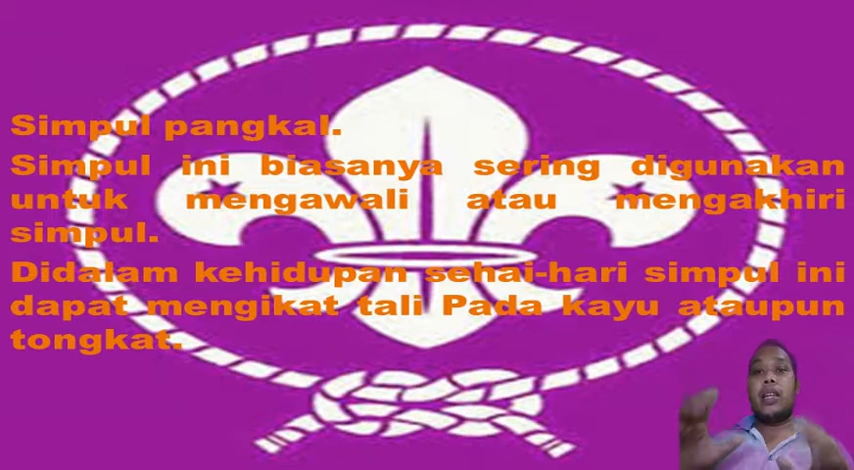 Simpul pangkal.
Simpul ini biasanya sering digunakan
untuk mengawali atau mengakhiri
simpul.
Didalam kehidupan sehai-hari simpul ini
dapat mengikat tali Pada kayu ataupun
tongkat.